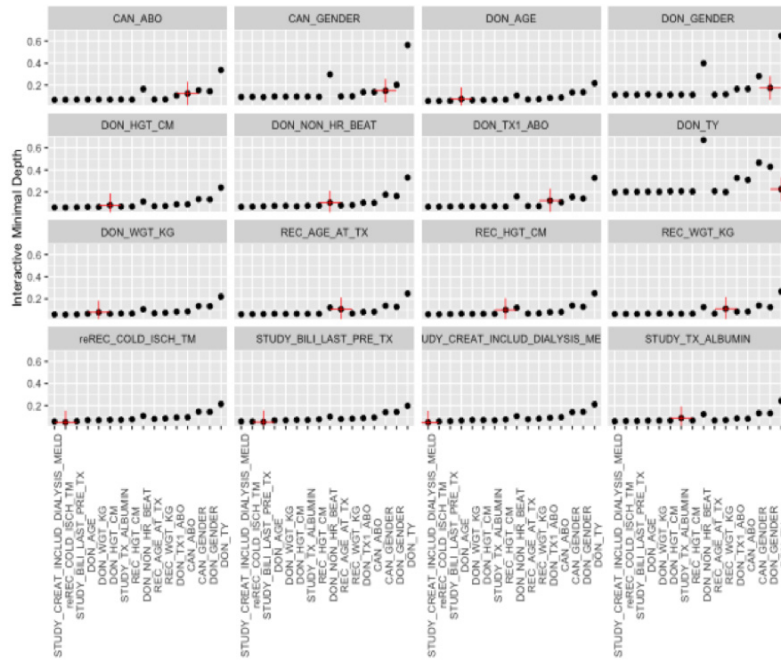 CAN_ABO
CAN_GENDER
DON_AGE
DON_GENDER
0.6
0.4
0.2
DON_HGT_CM
DON_NON_HR_BEAT
DON_TX1_ABO
DON_TY
0.6
0.4
0.2
DON_WGT_KG
REC_AGE_AT_TX
REC_HGT_CM
REC_WGT_KG
0.6
0.4
0.2
reREC_COLD_ISCH_TM
STUDY_BILI_LAST_PRE_TX
UDY_CREAT_INCLUD_DIALYSIS_ME
STUDY_TX_ALBUMIN
0.6
0.4
0.2
Interactive Minimal Depth
STUDY_CREAT_INCLUD_DIALYSIS_MELD
reREC_COLD_ISCH_TM
STUDY_BILI_LAST_PRE_TX
DON_AGE
DON_WGT_KG
DON_HGT_CM
STUDY_TX_ALBUMIN
REC_HGT_CM
DON_NON_HR_BEAT
REC_AGE_AT_TX
REC_WGT_KG
DON_TX1_ABO
CAN_ABO
CAN_GENDER
DON_GENDER
DON_TY
STUDY_CREAT_INCLUD_DIALYSIS_MELD
reREC_COLD_ISCH_TM
STUDY_BILI_LAST_PRE_TX
DON_AGE
DON_WGT_KG
DON_HGT_CM
STUDY_TX_ALBUMIN
REC_HGT_CM
DON_NON_HR_BEAT
REC_AGE_AT_TX
REC_WGT_KG
DON_TX1_ABO
CAN_ABO
CAN_GENDER
DON_GENDER
DON_TY
STUDY_CREAT_INCLUD_DIALYSIS_MELD
reREC_COLD_ISCH_TM
STUDY_BILI_LAST_PRE_TX
DON_AGE
DON_WGT_KG
DON_HGT_CM
STUDY_TX_ALBUMIN
REC_HGT_CM
DON_NON_HR_BEAT
REC_AGE_AT_TX
REC_WGT_KG
DON_TX1_ABO
CAN_ABO
CAN_GENDER
DON_GENDER
DON_TY
STUDY_CREAT_INCLUD_DIALYSIS_MELD
reREC_COLD_ISCH_TM
STUDY_BILI_LAST_PRE_TX
DON_AGE
DON_WGT_KG
DON_HGT_CM
STUDY_TX_ALBUMIN
REC_HGT_CM
DON_NON_HR_BEAT
REC_AGE_AT_TX
REC_WGT_KG
DON_TX1_ABO
CAN_ABO
CAN_GENDER
DON_GENDER
DON_TY